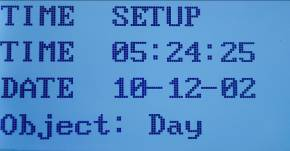 TIME SETUP
TIME 05:24:25
DATE 10-12-02
Object: Day